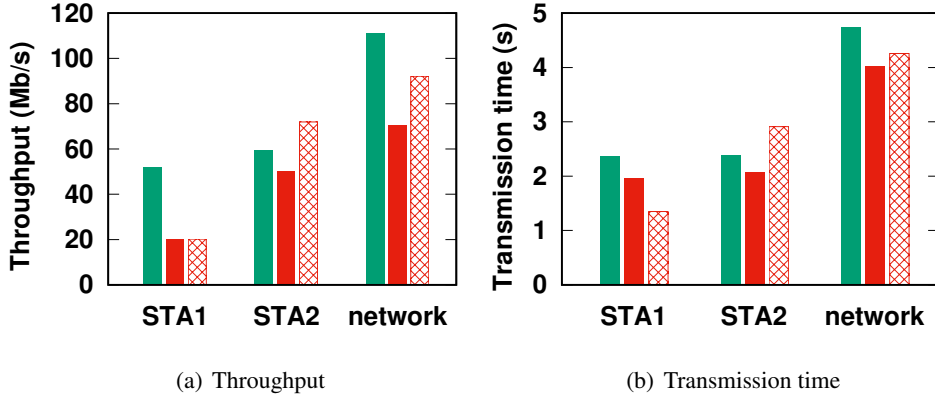 Throughput (Mb/s)
120
100
80
60
40
20
0
STA1 STA2 network
(a) Throughput
Transmission time (s)
5
4
3
2
1
0
STA1 STA2 network
(b) Transmission time